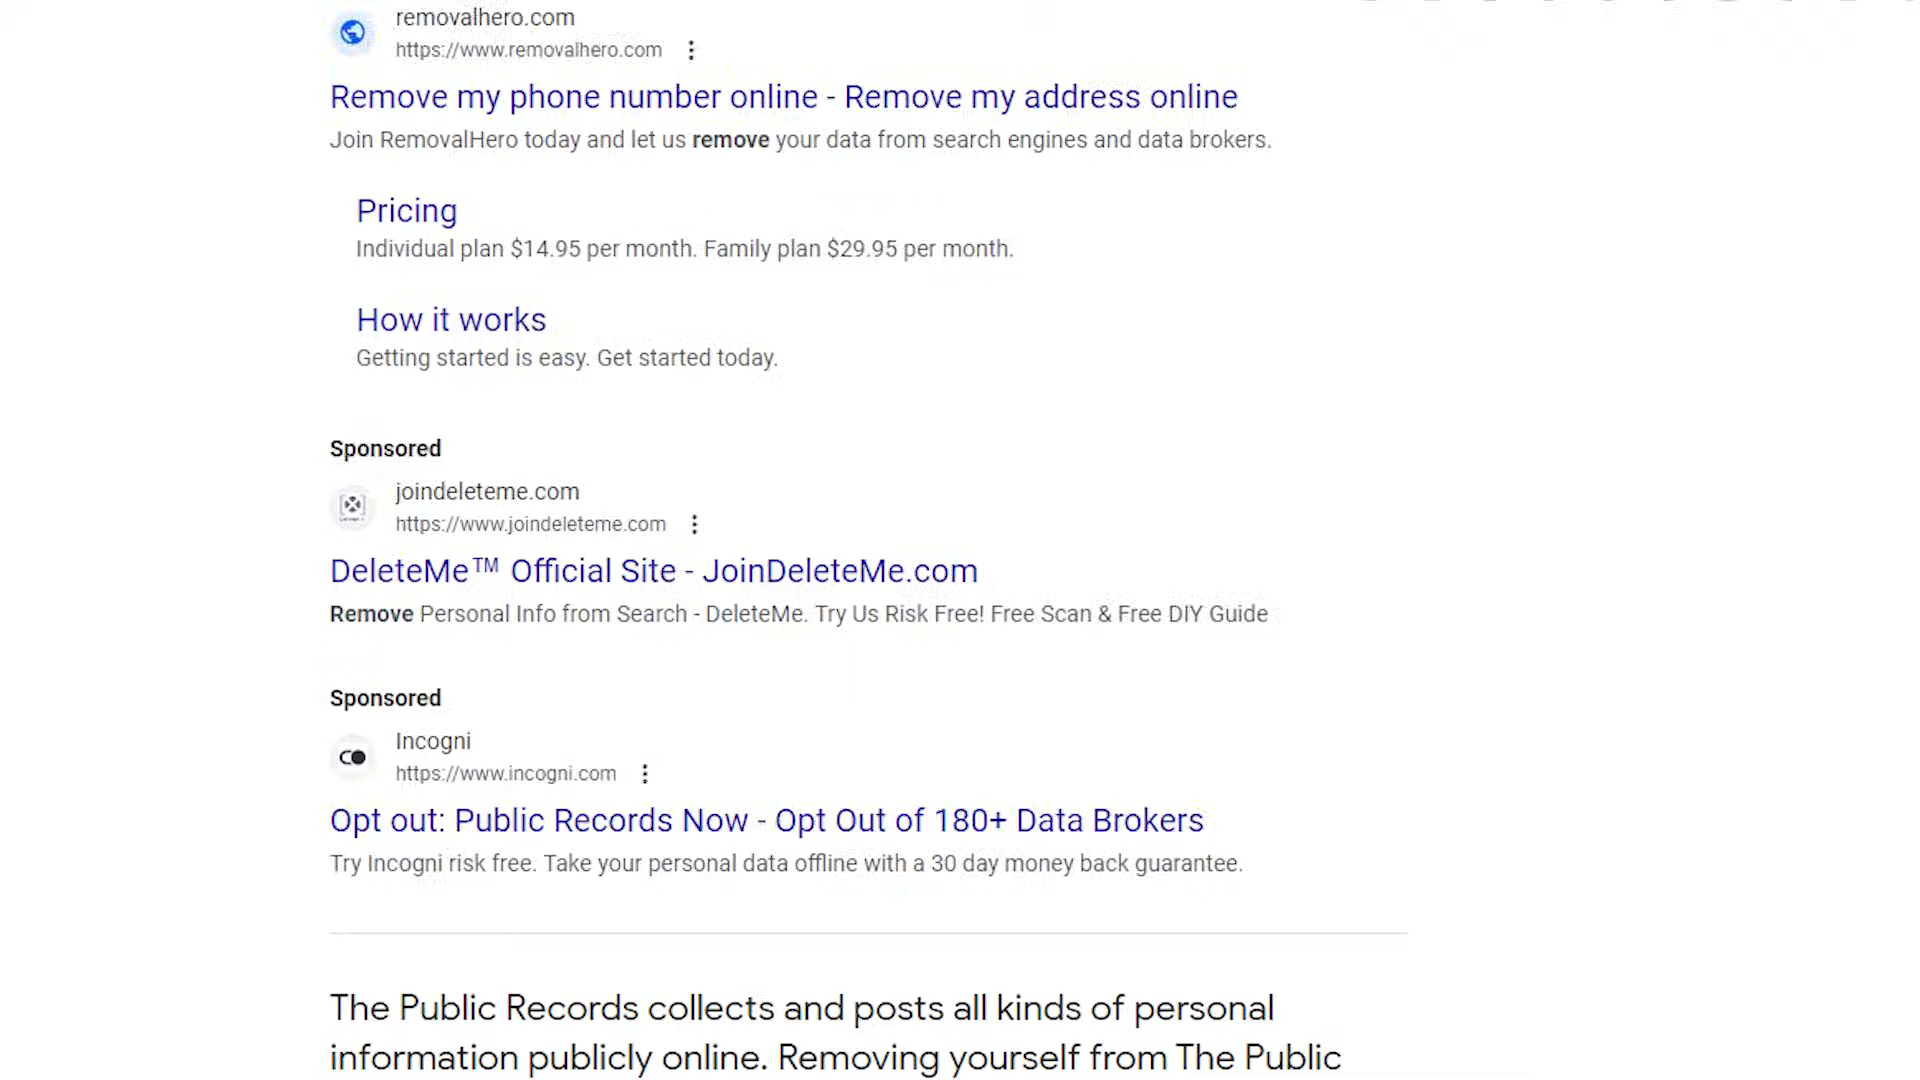 removalhero.com
https://www.removalhero.com
Remove my phone number online - Remove my address online
Join RemovalHero today and let us remove your data from search engines and data brokers.
Pricing
Individual plan $14.95 per month. Family plan $29.95 per month.
How it works
Getting started is easy. Get started today.
Sponsored
joindeleteme.com
https://www.joindeleteme.com
DeleteMe™ Official Site - JoinDeleteMe.com
Remove Personal Info from Search - DeleteMe. Try Us Risk Free! Free Scan & Free DIY Guide
Sponsored
Incogni
https://www.incogni.com
Opt out: Public Records Now - Opt Out of 180+ Data Brokers
Try Incogni risk free. Take your personal data offline with a 30 day money back guarantee.
The Public Records collects and posts all kinds of personal
information publicly online. Removing yourself from The Public